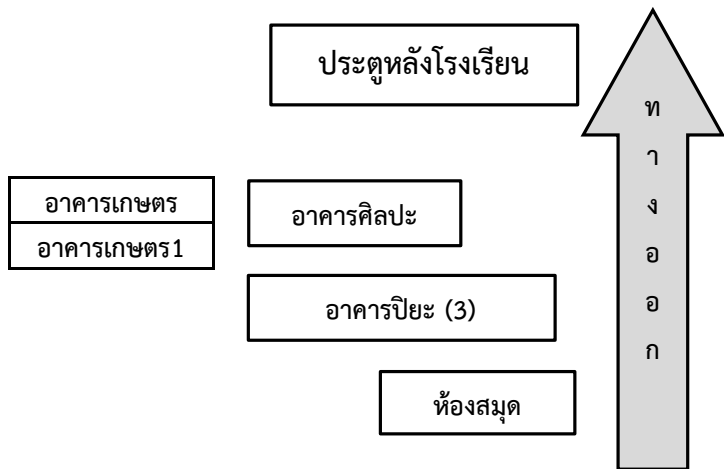 ประตูหลังโรงเรียน
อาคารเกษตร
อาคารเกษตร1
อาคารศิลปะ
อาคารปิยะ (3)
ห้องสมุด
ทางออก